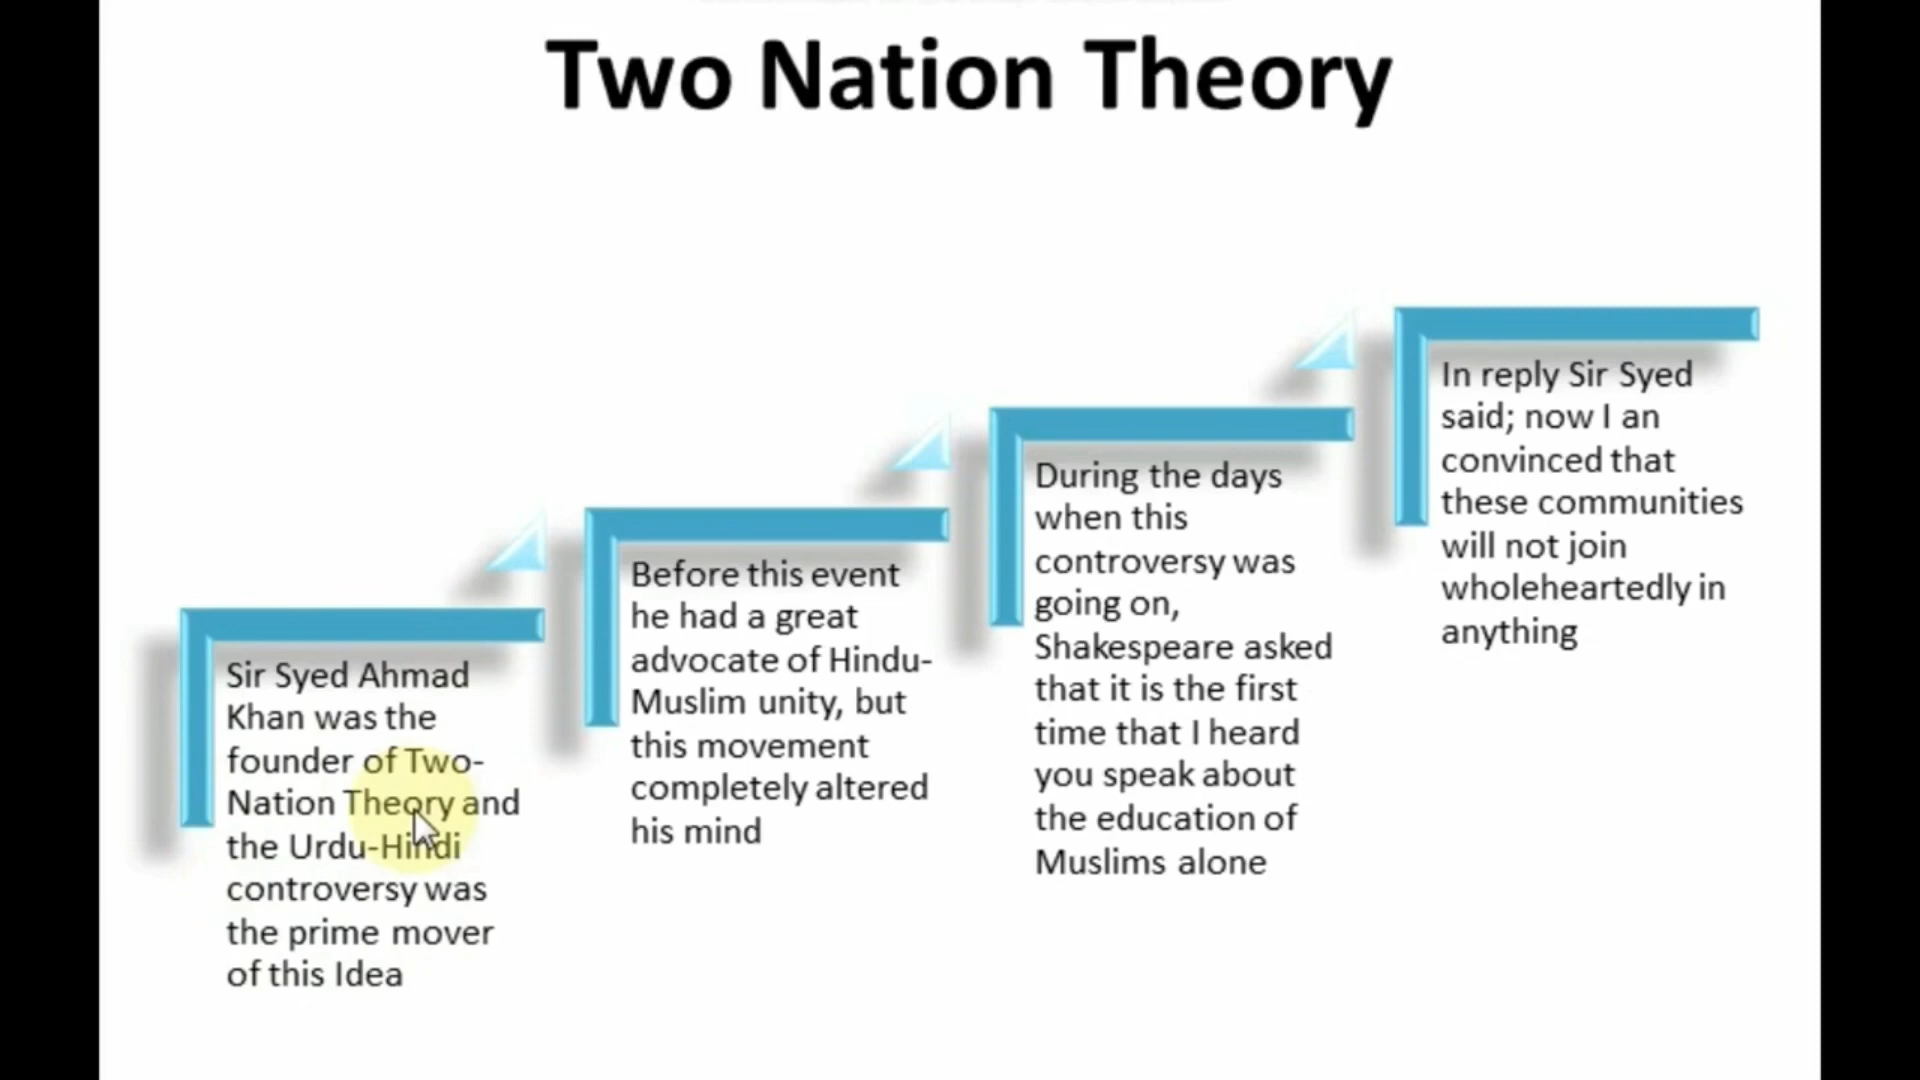 Two Nation Theory
Sir Syed Ahmad
Khan was the
founder of Two-
Nation Theory and
the Urdu-Hindi
controversy was
the prime mover
of this Idea
Before this event
he had a great
advocate of Hindu-
Muslim unity, but
this movement
completely altered
his mind
During the days
when this
controversy was
going on,
Shakespeare asked
that it is the first
time that I heard
you speak about
the education of
Muslims alone
In reply Sir Syed
said; now I an
convinced that
these communities
will not join
wholeheartedly in
anything